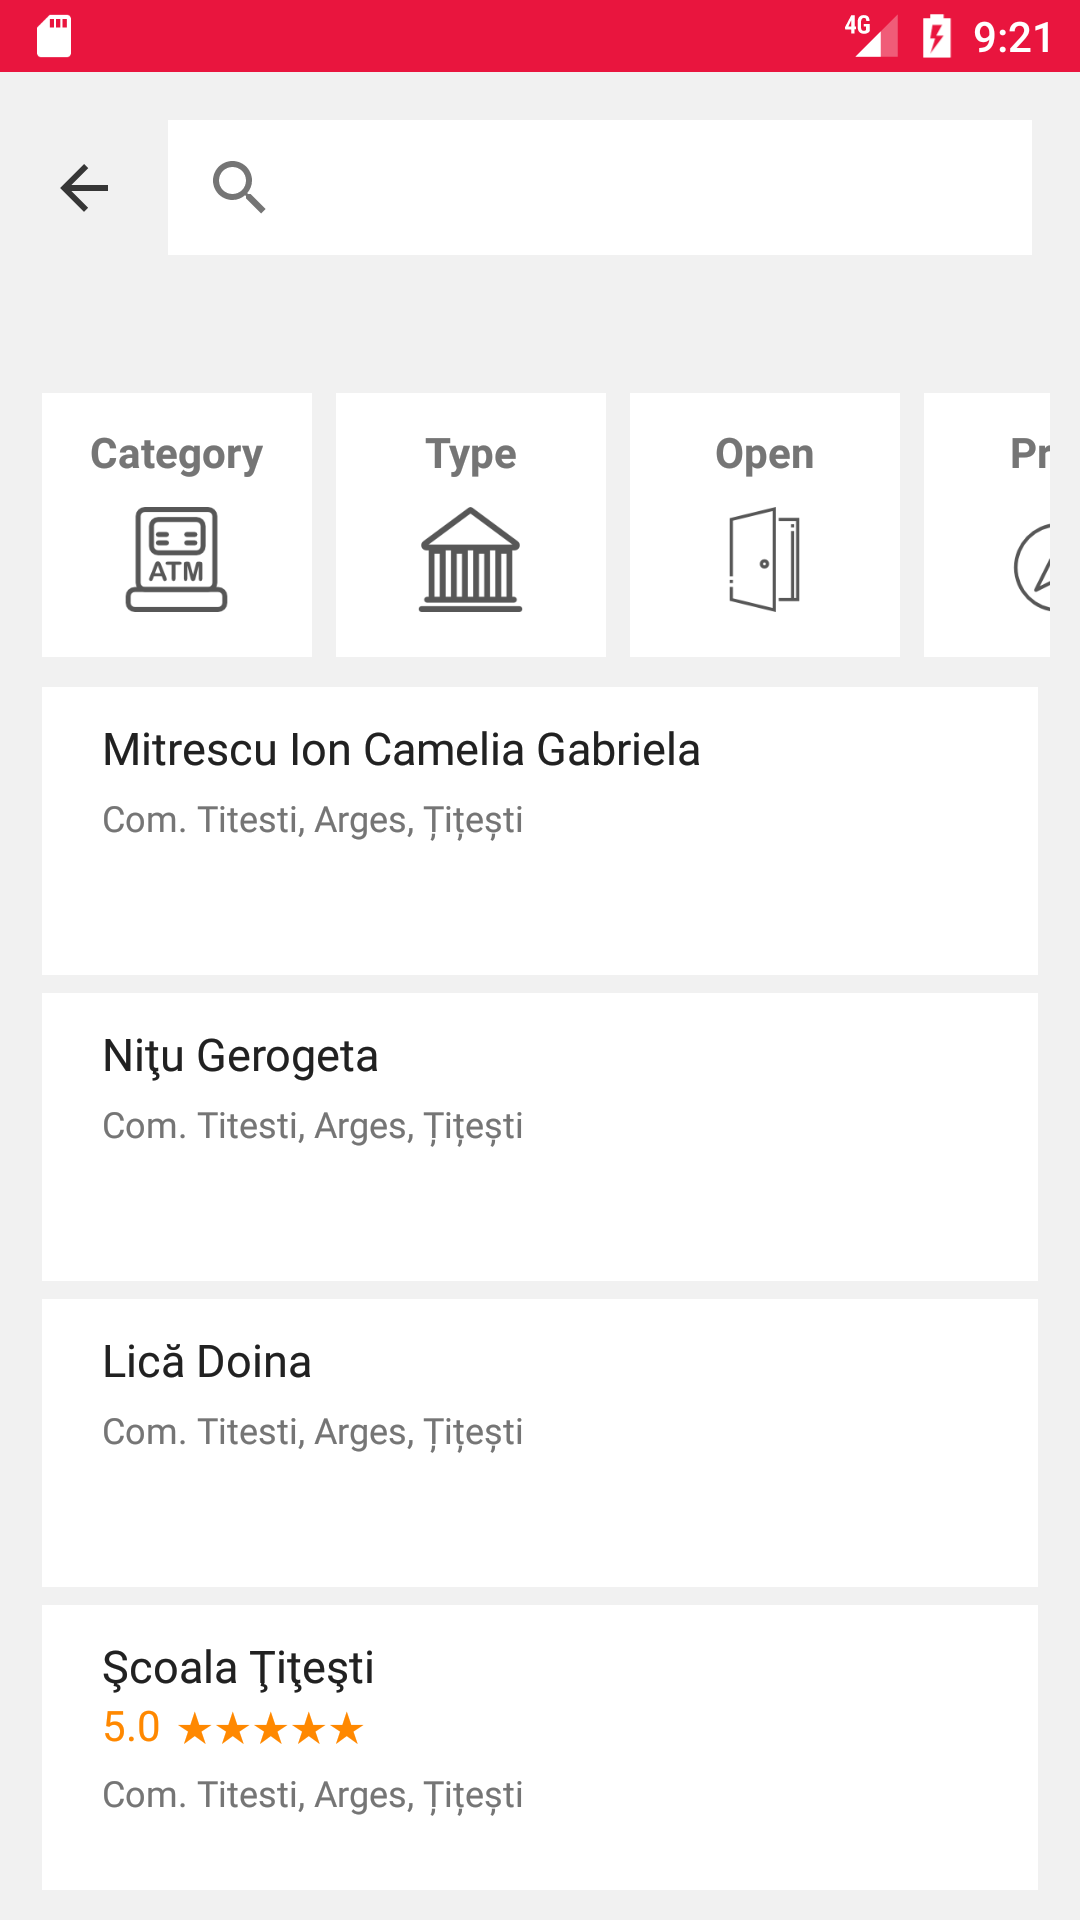 4G 9:21
Category Type Open Pr
ATM
Mitrescu Ion Camelia Gabriela
Com. Titesti, Arges, Țițești
Niţu Gerogeta
Com. Titesti, Arges, Țițești
Lică Doina
Com. Titesti, Arges, Țițești
Şcoala Ţiţeşti
5.0 ★★★★★
Com. Titesti, Arges, Țițești